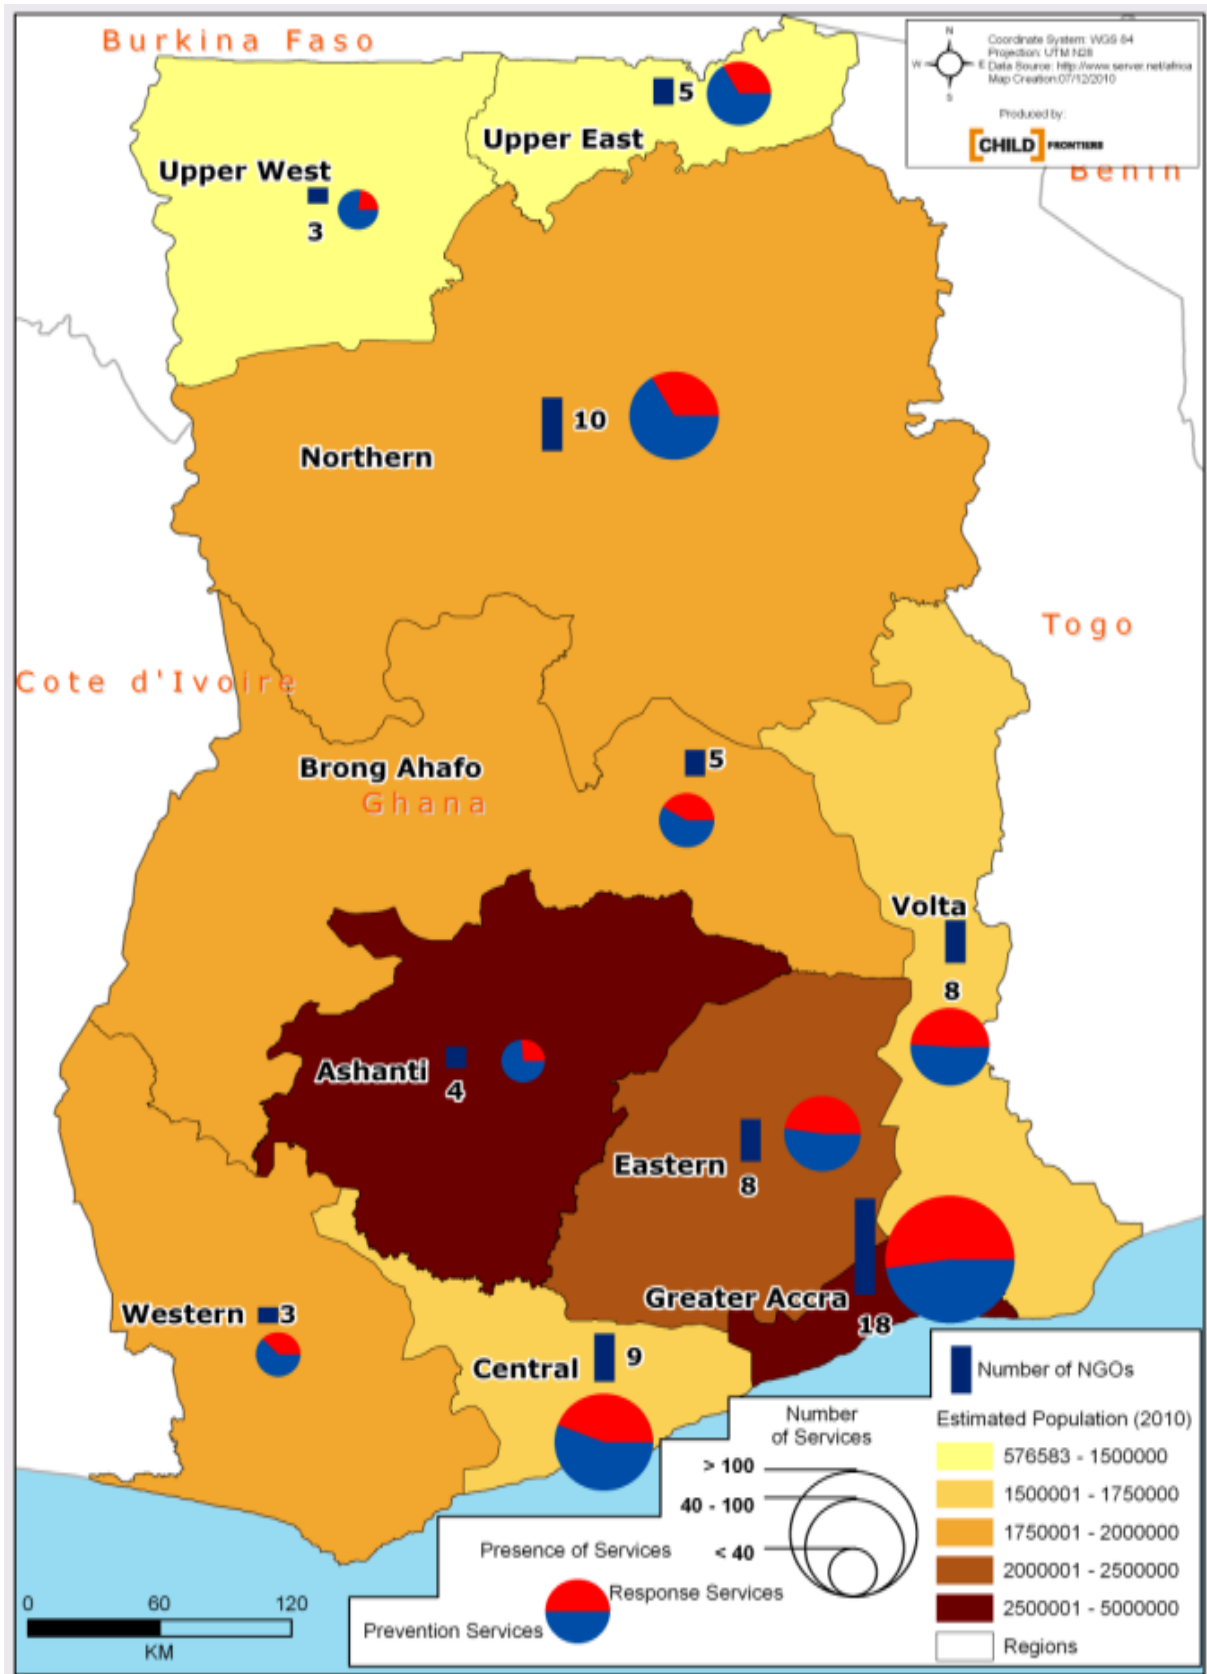 Burkina Faso
N
W
E
S
Coordinate System: WGS 84
Projection: UTM N28
Data Source: http://www.server.net/africa
Map Creation:07/12/2010
Produced by:
[CHILD] FRONTIERS
Benin
Upper East
5
Upper West
3
10
Northern
Togo
Cote d'Ivoire
Brong Ahafo
5
Ghana
Volta
8
Ashanti
4
Eastern
8
Greater Accra
18
Western
3
Central
9
Number of NGOs
Number
of Services
> 100
40 - 100
< 40
Estimated Population (2010)
576583 - 1500000
1500001 - 1750000
1750001 - 2000000
2000001 - 2500000
2500001 - 5000000
Regions
Presence of Services
Response Services
Prevention Services
0 60 120
KM